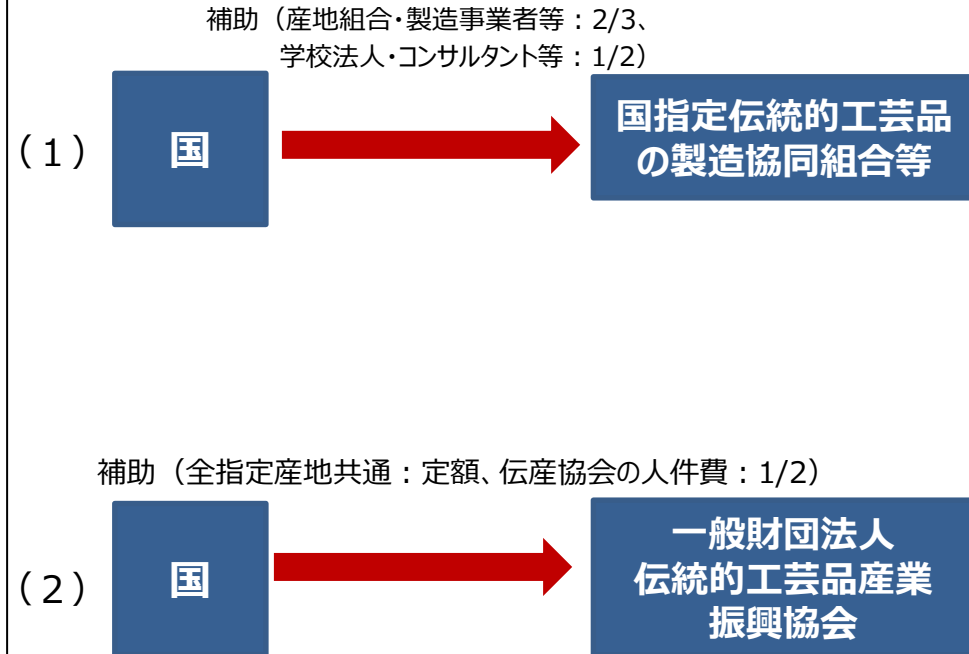 補助（産地組合・製造事業者等：2/3、
学校法人・コンサルタント等：1/2）
（1）
国
国指定伝統的工芸品
の製造協同組合等
補助（全指定産地共通：定額、伝産協会の人件費：1/2）
（2）
国
一般財団法人
伝統的工芸品産業
振興協会